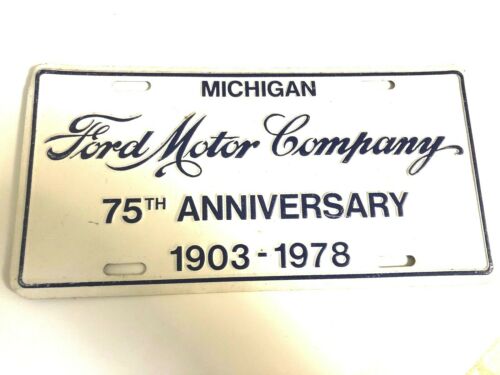 MICHIGAN
Ford Motor Company
75TH ANNIVERSARY
1903-1978